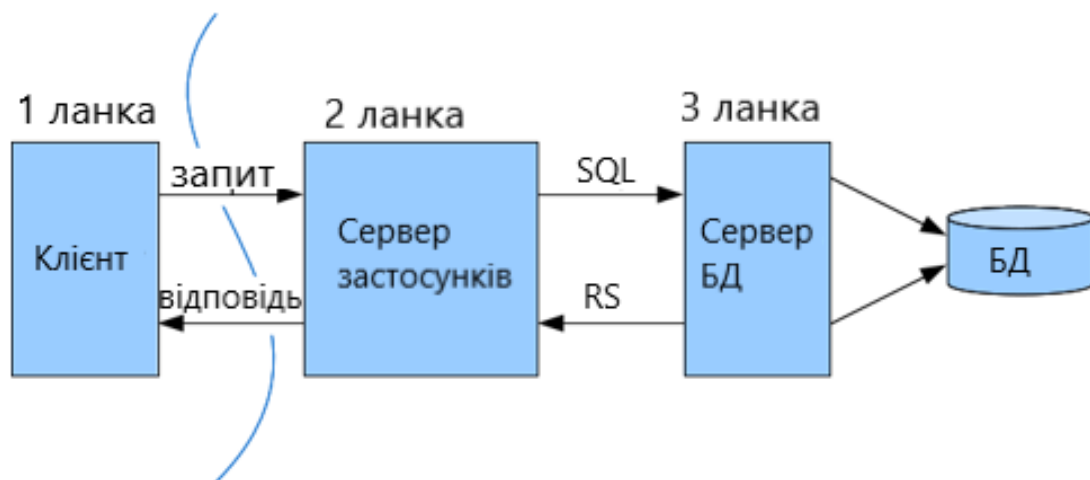 1 ланка
2 ланка
3 ланка
запит
SQL
Клієнт
Сервер
застосунків
Сервер
БД
БД
відповідь
RS